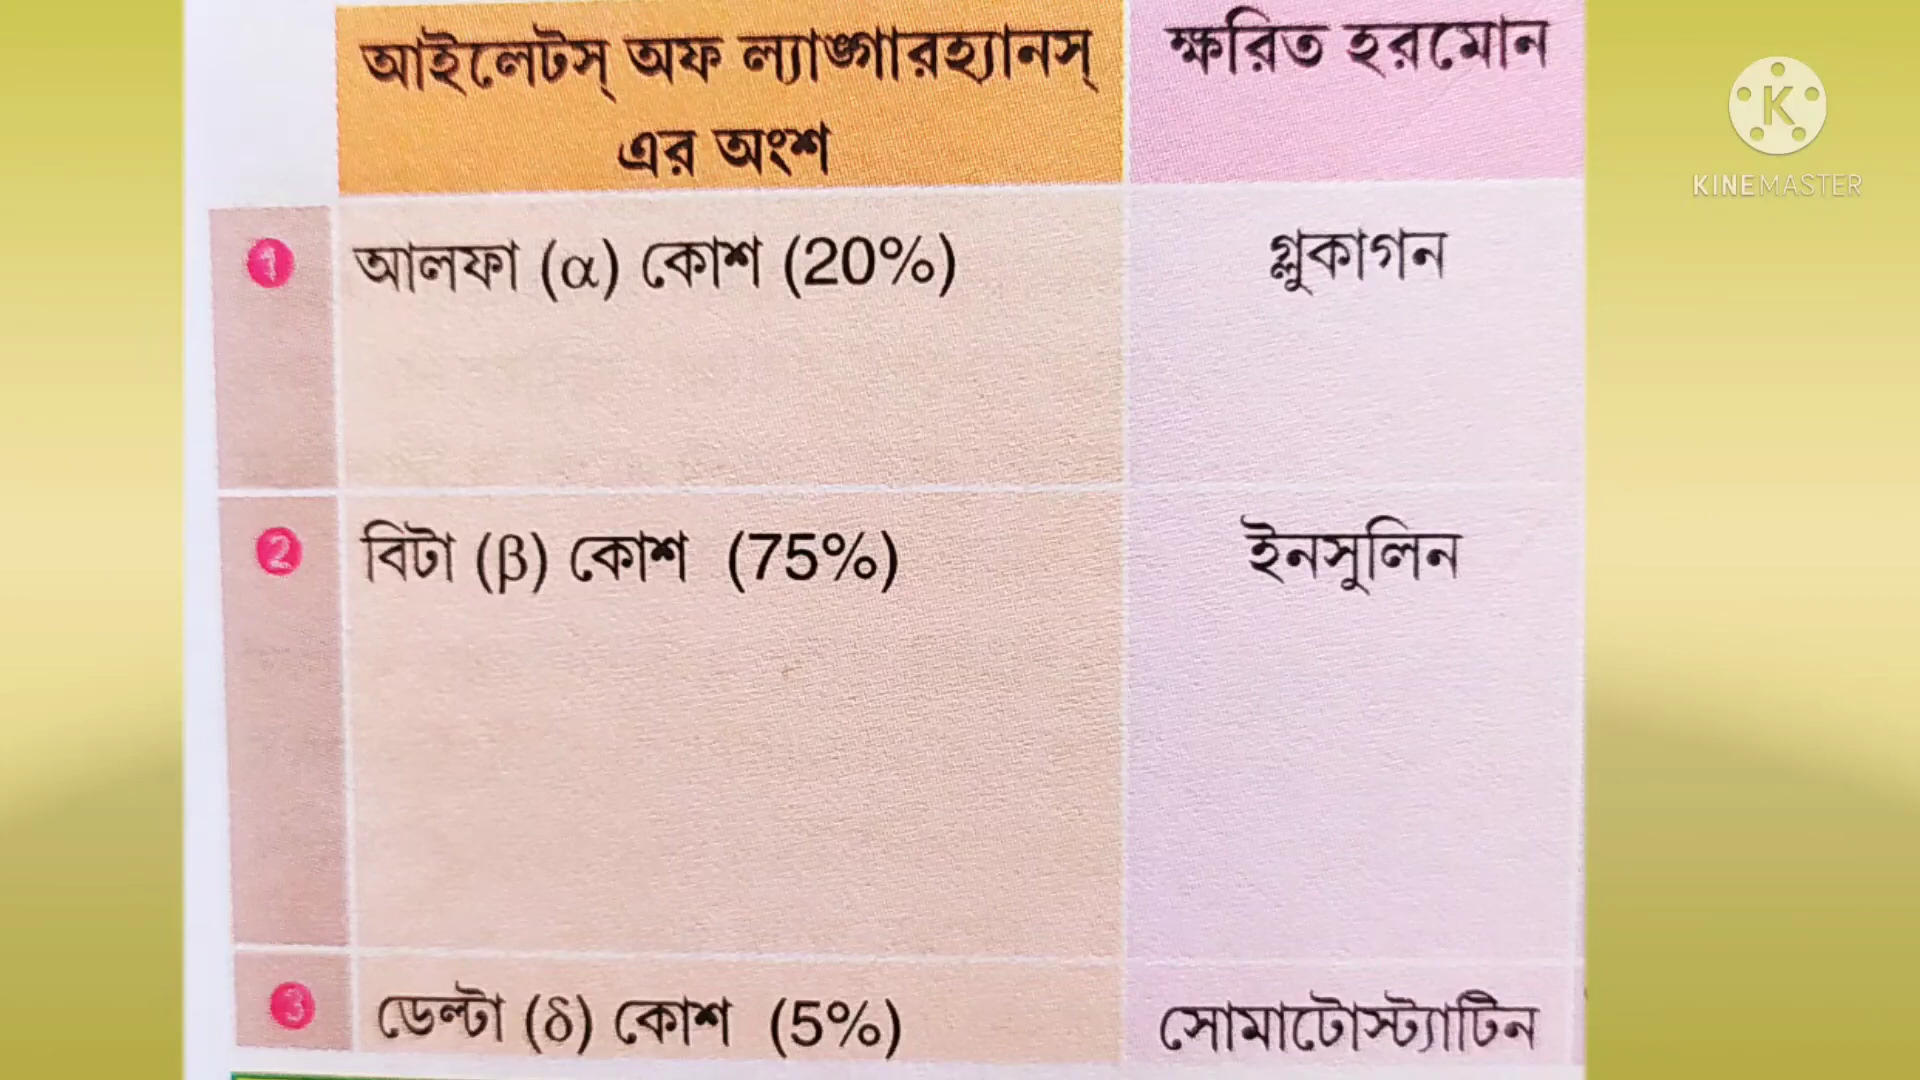 আইলেটস্ অফ ল্যাঙ্গারহ্যানস্ ক্ষরিত হরমোন
এর অংশ
KINEMASTER
1 আলফা (α) কোশ (20%) গ্লুকাগন
2 বিটা (β) কোশ (75%) ইনসুলিন
3 ডেল্টা (δ) কোশ (5%) সোমাটোস্ট্যাটিন